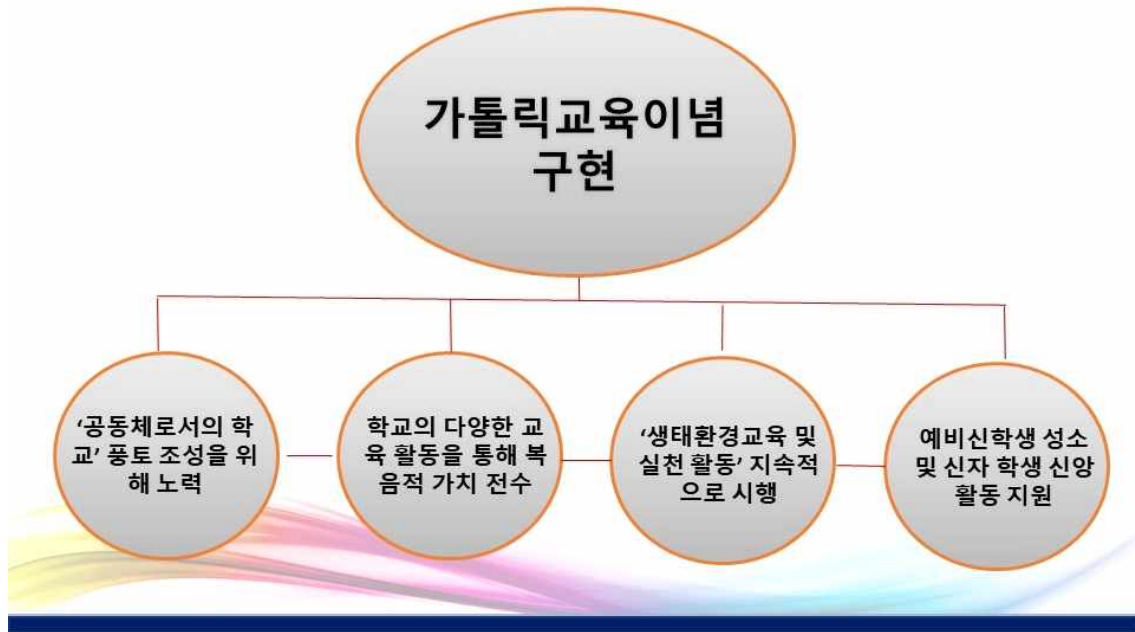 가톨릭교육이념
구현
‘공동체로서의 학
교’ 풍토 조성을 위
해 노력
학교의 다양한 교
육 활동을 통해 복
음적 가치 전수
‘생태환경교육 및
실천 활동’ 지속적
으로 시행
예비신학생 성소
및 신자 학생 신앙
활동 지원